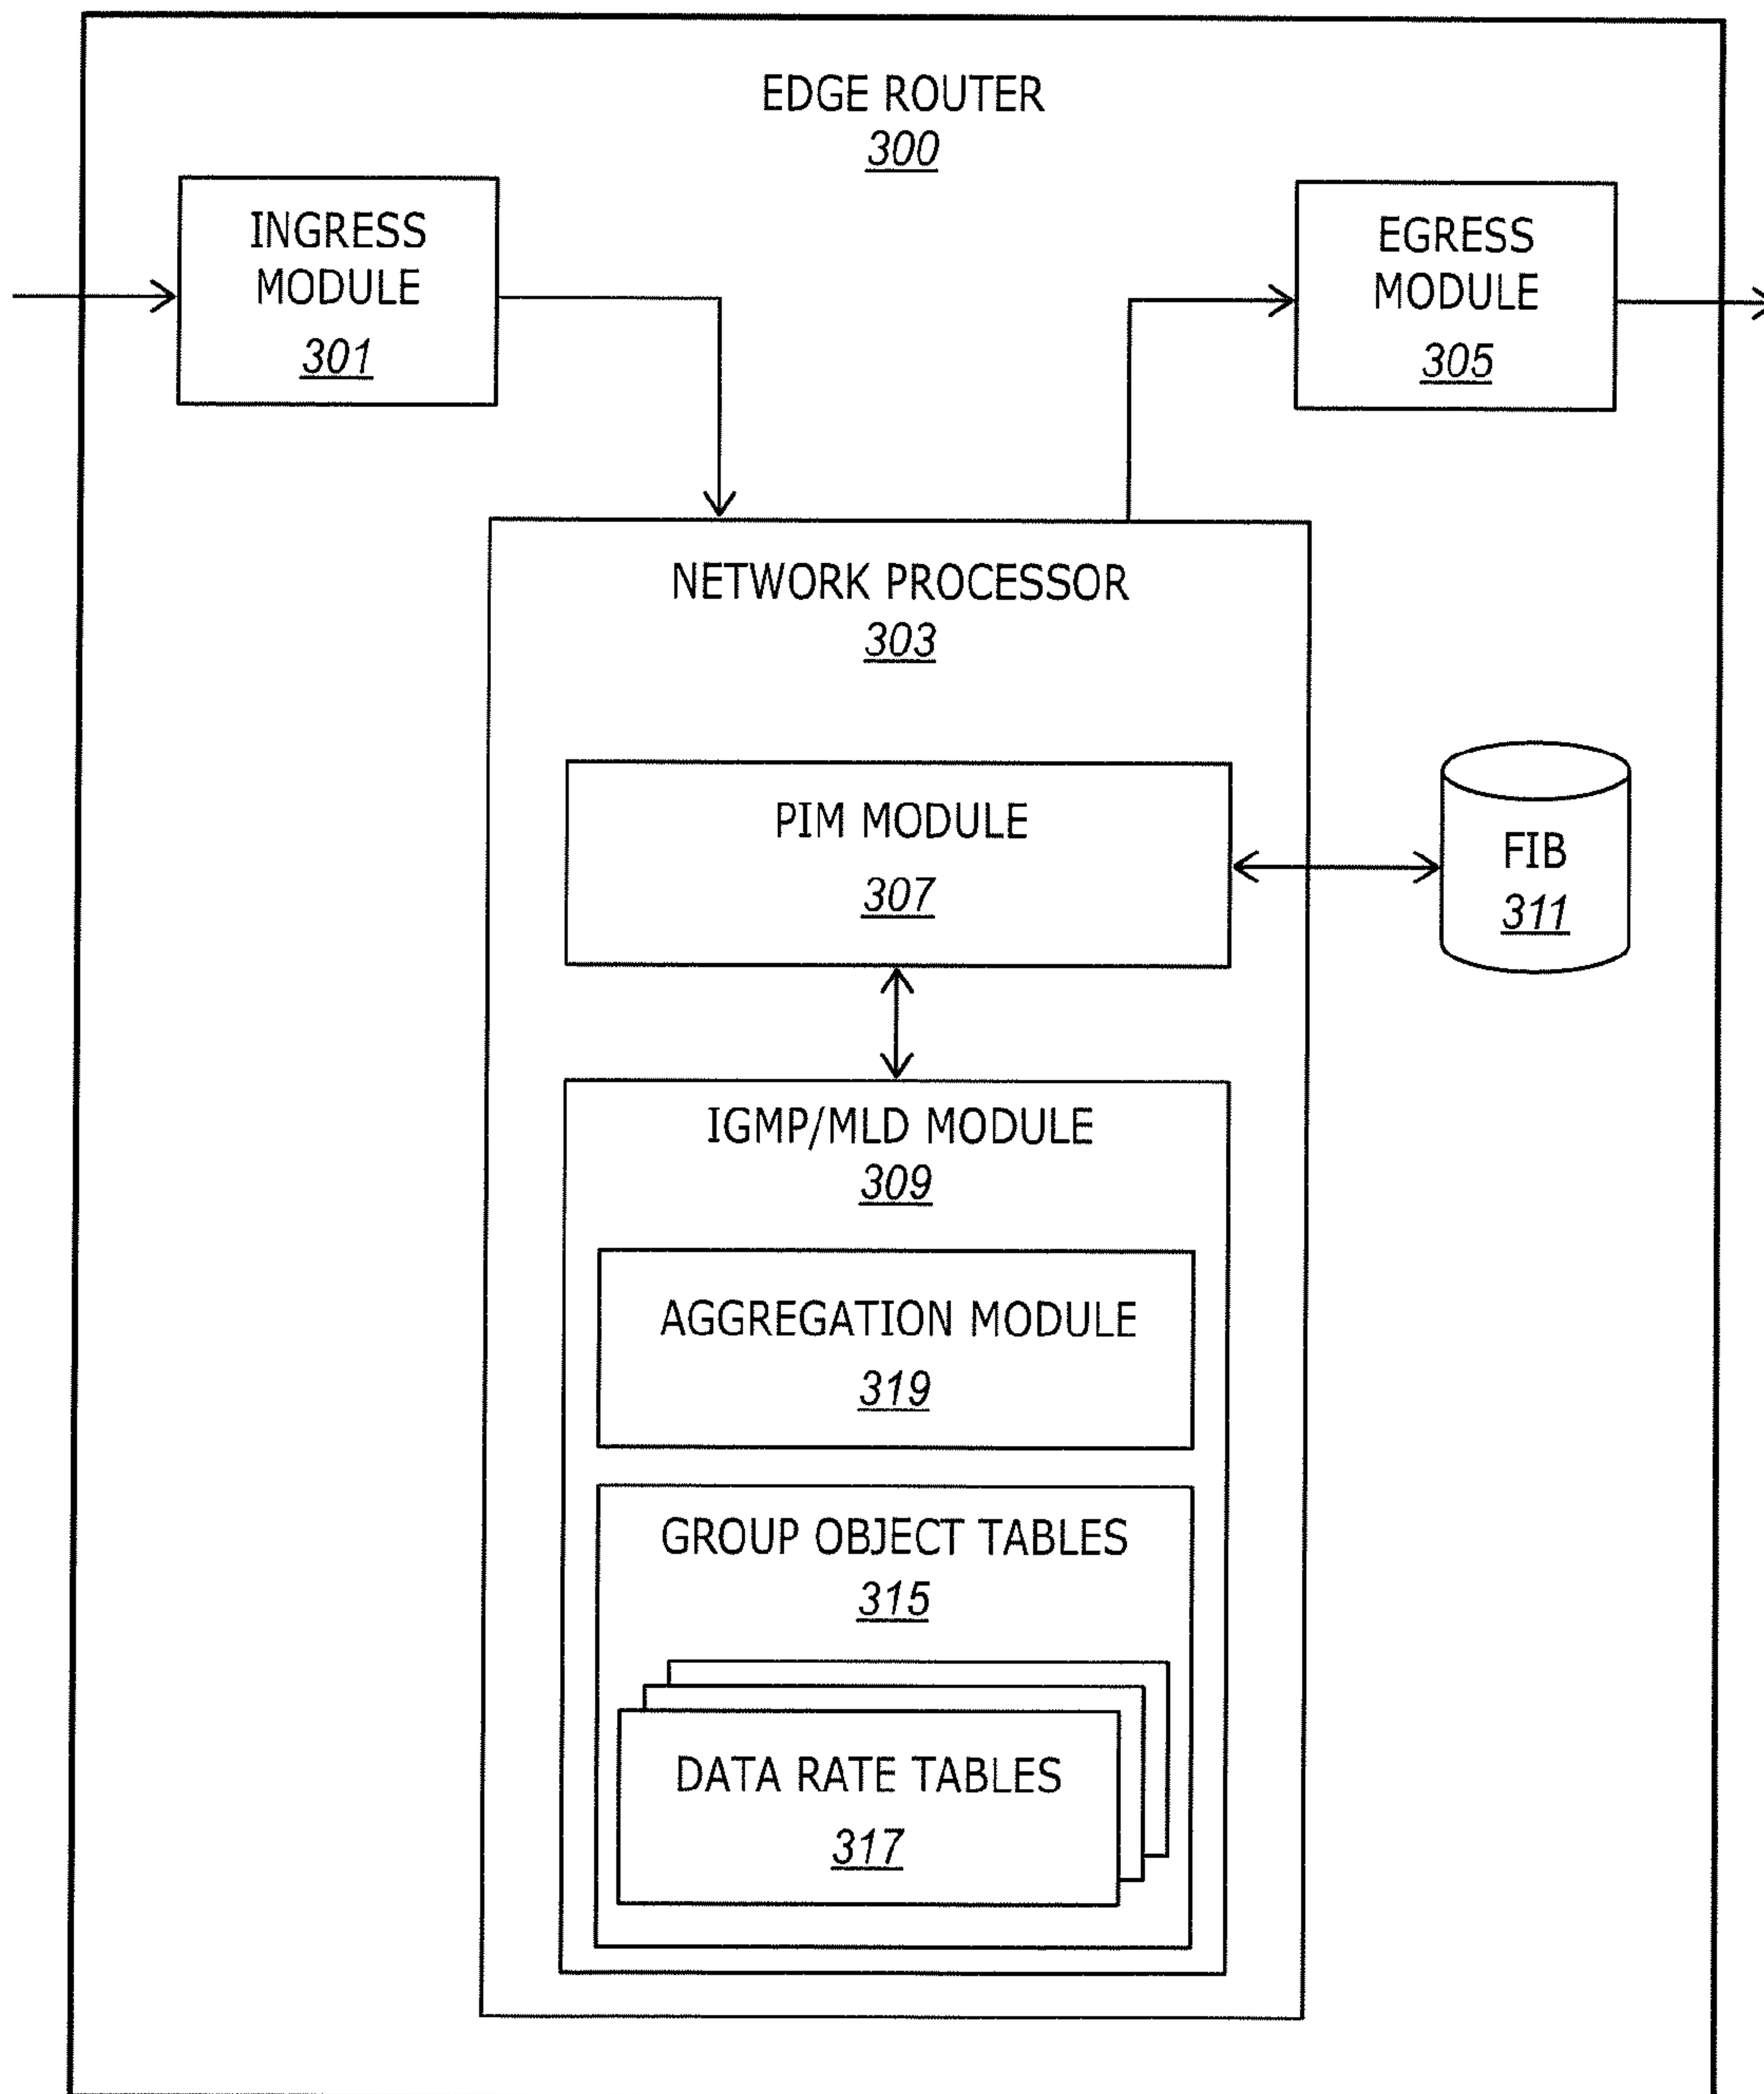 EDGE ROUTER
300
INGRESS
MODULE
301
EGRESS
MODULE
305
NETWORK PROCESSOR
303
PIM MODULE
307
FIB
311
IGMP/MLD MODULE
309
AGGREGATION MODULE
319
GROUP OBJECT TABLES
315
DATA RATE TABLES
317